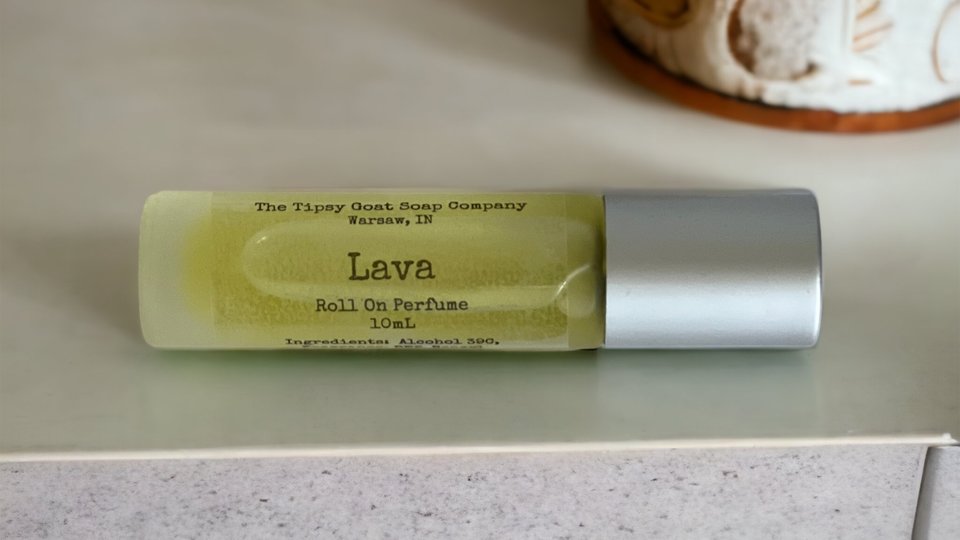 The Tipsy Goat Soap Company
Warsaw, IN
Lava
Roll On Perfume
10mL
Ingredients: Alcohol 39C,